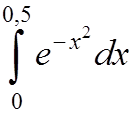 0,5
∫ e^{-x^2} dx
0